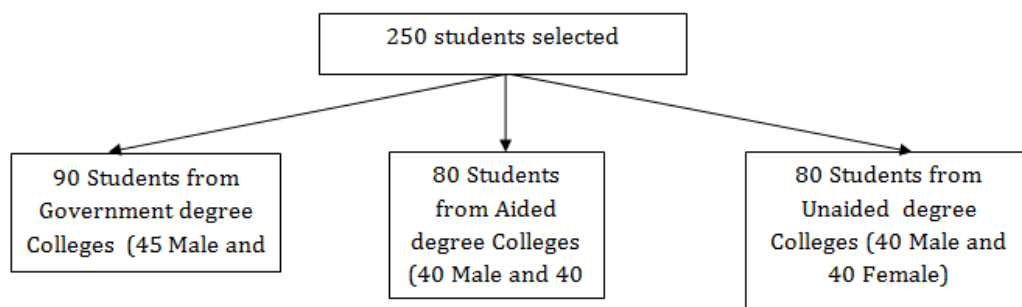 250 students selected
90 Students from
Government degree
Colleges (45 Male and
80 Students
from Aided
degree Colleges
(40 Male and 40
80 Students from
Unaided degree
Colleges (40 Male and
40 Female)